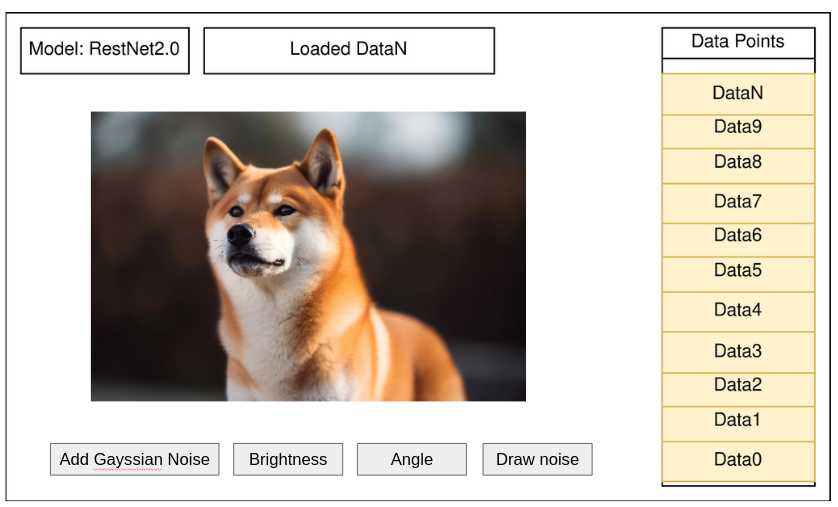 Model: RestNet2.0
Loaded DataN
Data Points
DataN
Data9
Data8
Data7
Data6
Data5
Data4
Data3
Data2
Data1
Data0
Add Gayssian Noise
Brightness
Angle
Draw noise